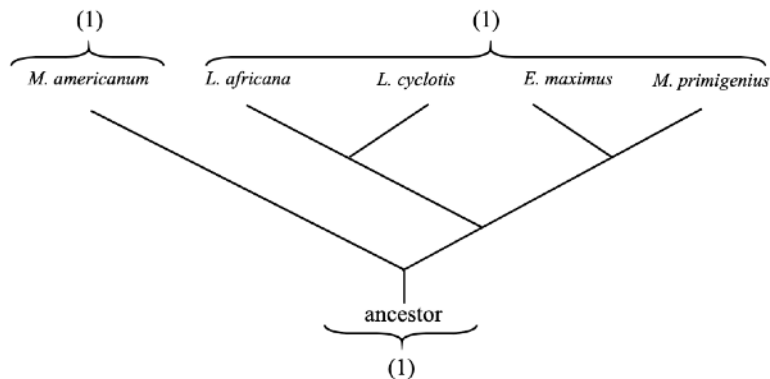 (1) (1)
M. americanum L. africana L. cyclotis E. maximus M. primigenius
ancestor
(1)